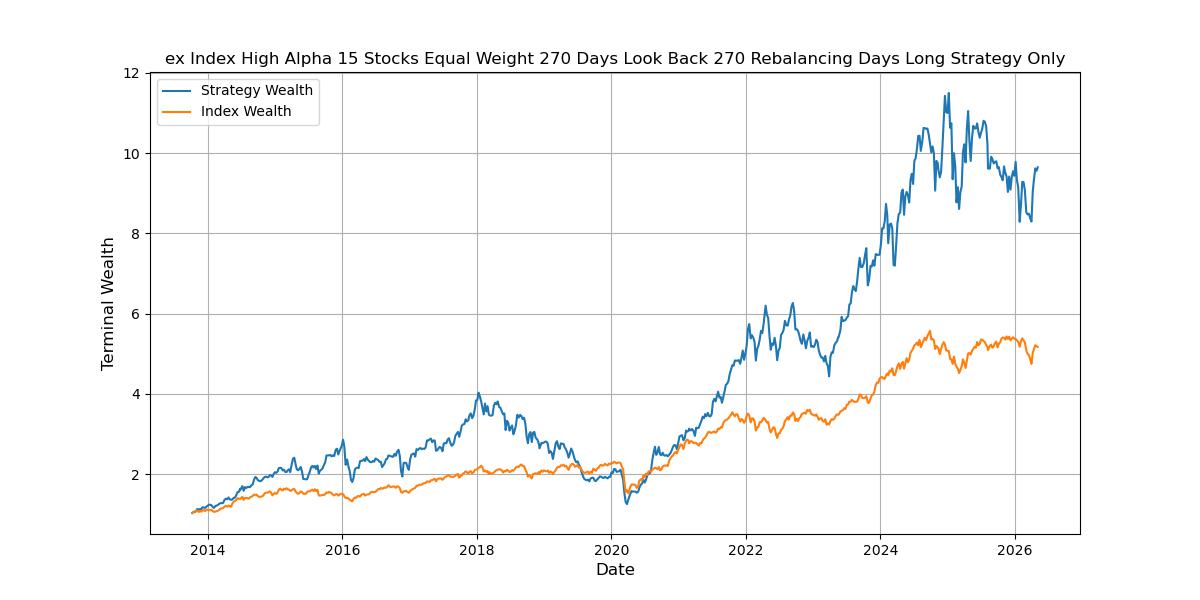 ex Index High Alpha 15 Stocks Equal Weight 270 Days Look Back 270 Rebalancing Days Long Strategy Only
Strategy Wealth
Index Wealth
Terminal Wealth
12
10
8
6
4
2
2014 2016 2018 2020 2022 2024 2026
Date